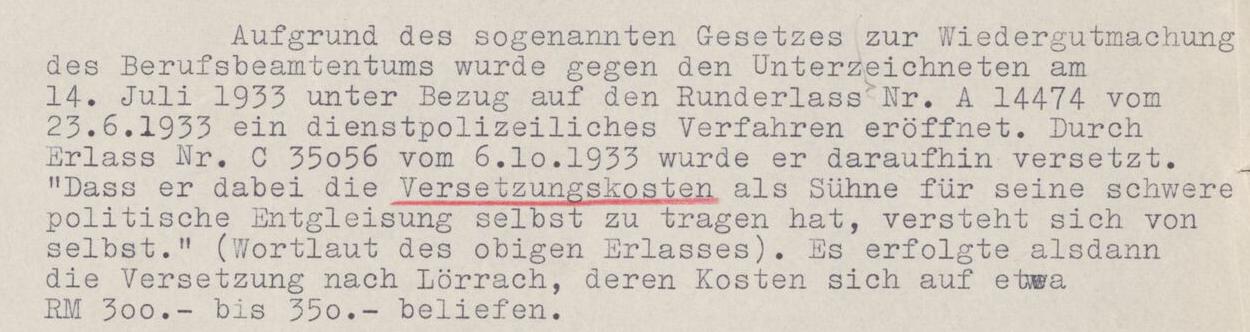 Aufgrund des sogenannten Gesetzes zur Wiedergutmachung
des Berufsbeamtentums wurde gegen den Unterzeichneten am
14. Juli 1933 unter Bezug auf den Runderlass Nr. A 14474 vom
23.6.1933 ein dienstpolizeiliches Verfahren eröffnet. Durch
Erlass Nr. C 35o56 vom 6.1o.1933 wurde er daraufhin versetzt.
"Dass er dabei die Versetzungskosten als Sühne für seine schwere
politische Entgleisung selbst zu tragen hat, versteht sich von
selbst." (Wortlaut des obigen Erlasses). Es erfolgte alsdann
die Versetzung nach Lörrach, deren Kosten sich auf etwa
RM 3oo.- bis 35o.- beliefen.